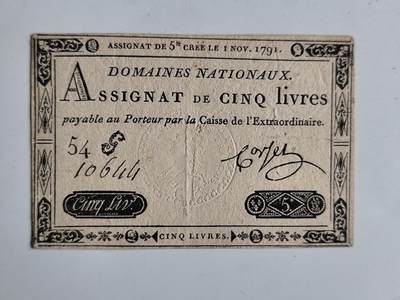 ASSIGNAT DE 5# CRÉÉ LE 1 NOV. 1791.
DOMAINES NATIONAUX.
ASSIGNAT DE CINQ livres
payable au Porteur par la Caisse de l'Extraordinaire.
54 G
10644
Corsel
Cinq Liv.
5#
CINQ LIVRES.